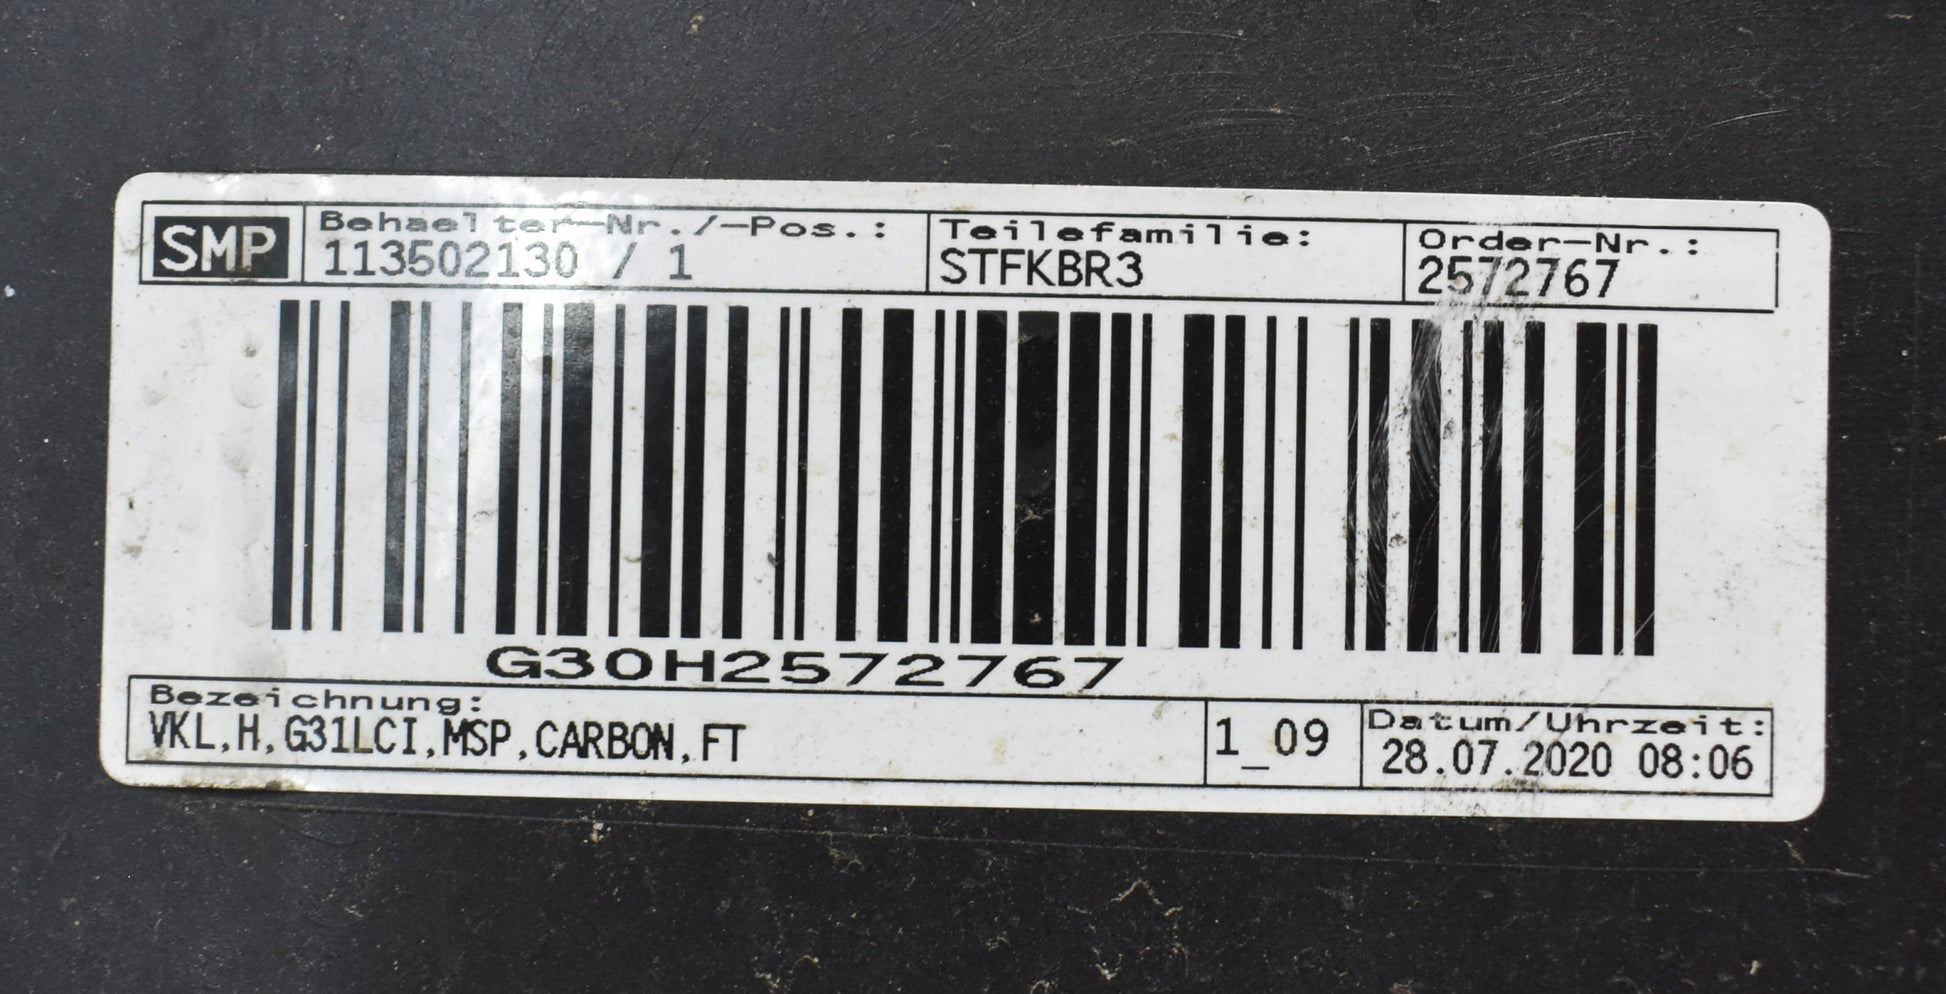 SMP
Behaelter-Nr./-Pos.:
113502130 / 1
Teilefamilie:
STFKBR3
Order-Nr.:
2572767
G30H2572767
Bezeichnung:
VKL,H,G31LCI,MSP,CARBON,FT
1_09
Datum/Uhrzeit:
28.07.2020 08:06